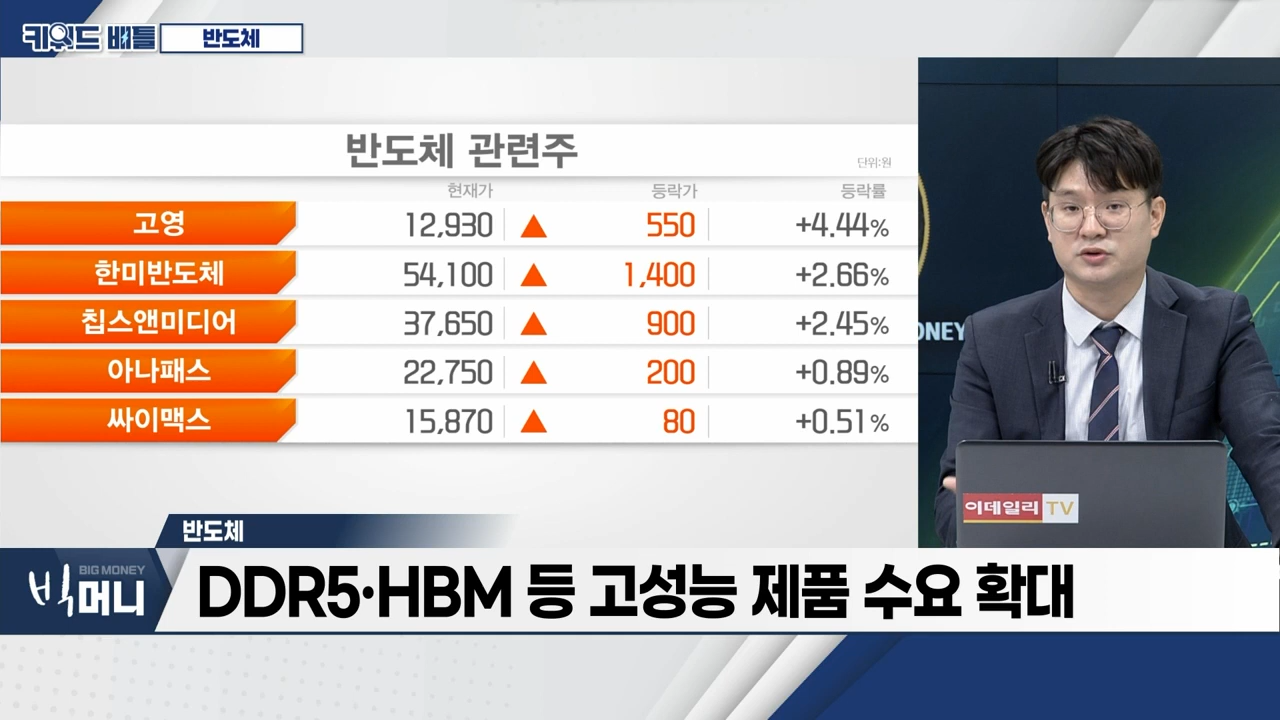 키워드 배틀 반도체
반도체 관련주
단위:원
현재가 등락가 등락률
고영 12,930 ▲ 550 +4.44%
한미반도체 54,100 ▲ 1,400 +2.66%
칩스앤미디어 37,650 ▲ 900 +2.45%
아나패스 22,750 ▲ 200 +0.89%
싸이맥스 15,870 ▲ 80 +0.51%
ONEY
이데일리TV
반도체
BIG MONEY
빅머니
DDR5·HBM 등 고성능 제품 수요 확대